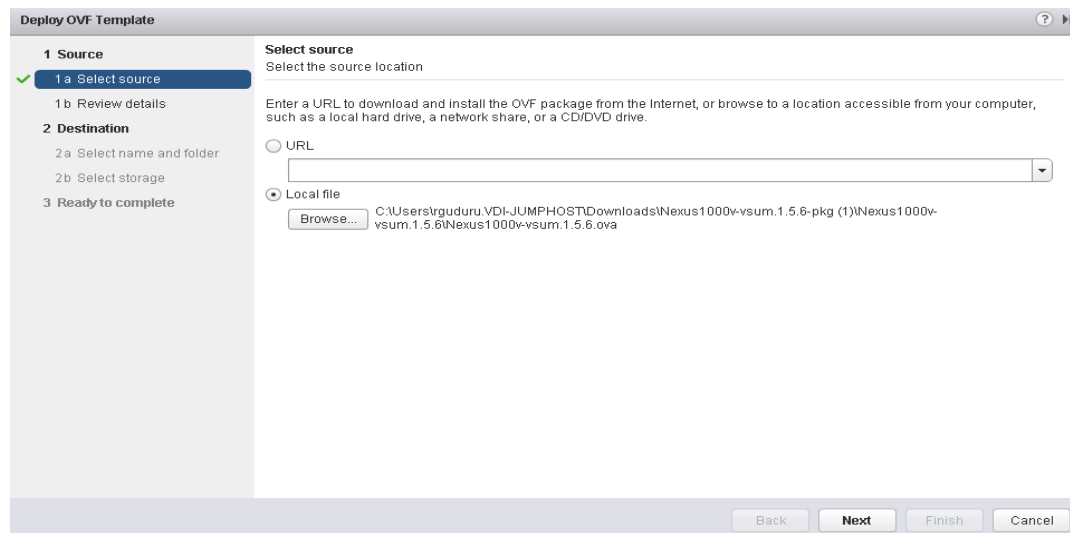 Deploy OVF Template
?
1 Source
1a Select source
1b Review details
2 Destination
2a Select name and folder
2b Select storage
3 Ready to complete
Select source
Select the source location
Enter a URL to download and install the OVF package from the Internet, or browse to a location accessible from your computer,
such as a local hard drive, a network share, or a CD/DVD drive.
URL
Local file
Browse...
C:\Users\rguduru.VDI-JUMPHOST\Downloads\Nexus1000v-vsum.1.5.6-pkg (1)\Nexus1000v-
vsum.1.5.6\Nexus1000v-vsum.1.5.6.ova
Back
Next
Finish
Cancel